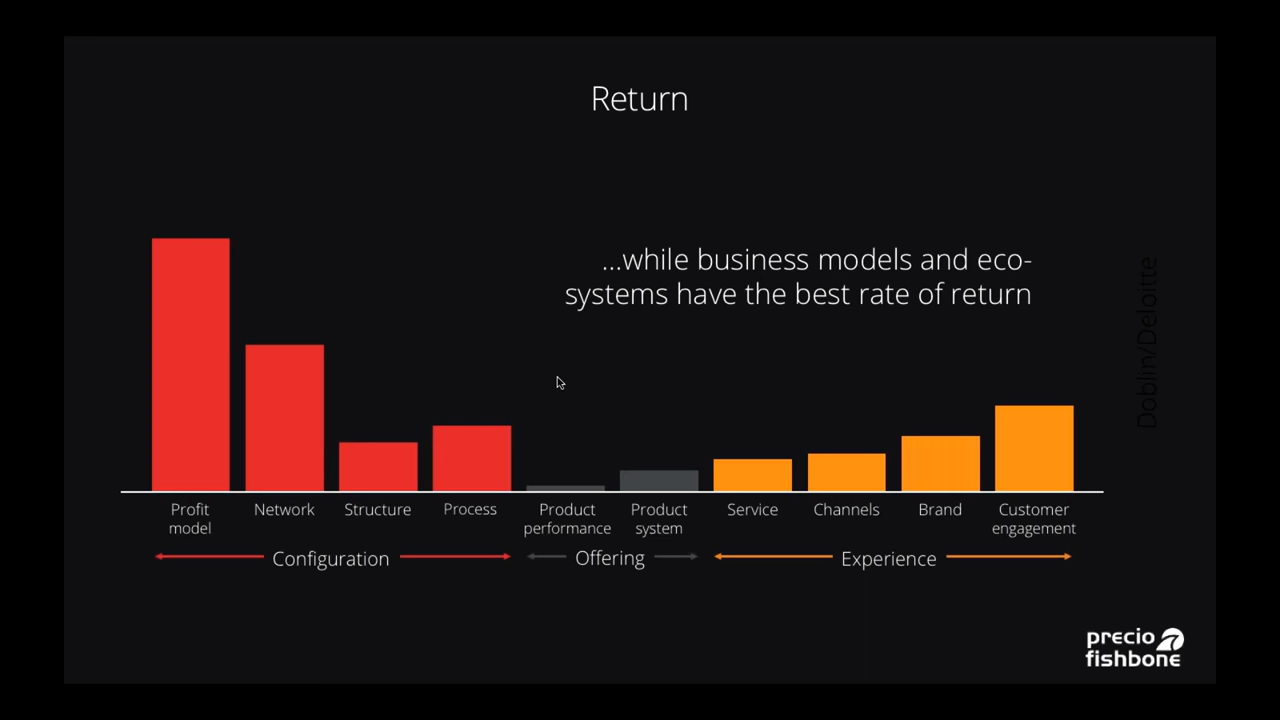 Return
...while business models and eco-
systems have the best rate of return
Doblin/Deloitte
Profit
model
Network
Structure
Process
Product
performance
Product
system
Service
Channels
Brand
Customer
engagement
Configuration
Offering
Experience
precio
fishbone